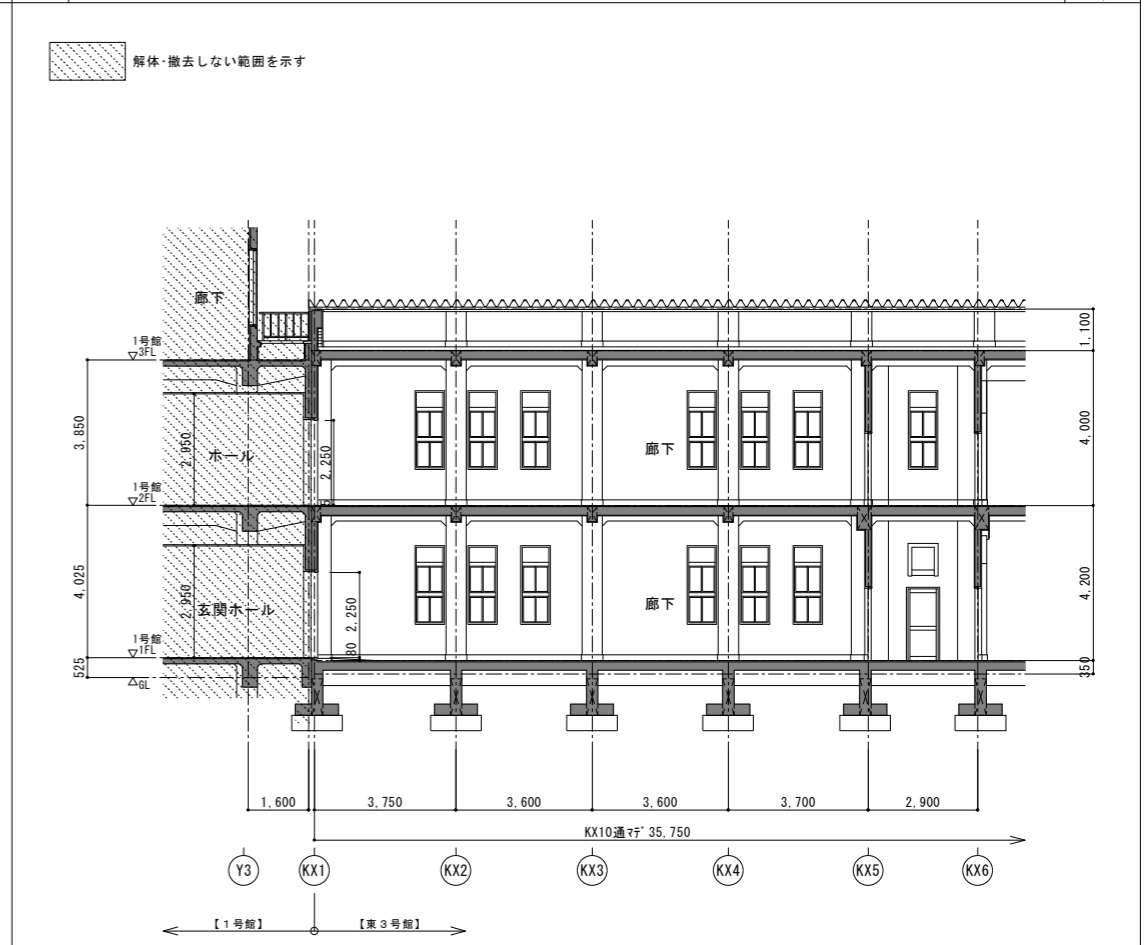 解体・撤去しない範囲を示す
廊下
1号館
▽3FL
1,100
3,850
2,950
ホール
2,250
廊下
4,000
1号館
▽2FL
4,025
2,950
玄関ホール
2,250
80
廊下
4,200
1号館
▽1FL
525
△GL
350
1,600
3,750
3,600
3,600
3,700
2,900
KX10通マデ 35,750
Y3
KX1
KX2
KX3
KX4
KX5
KX6
【1号館】
【東3号館】